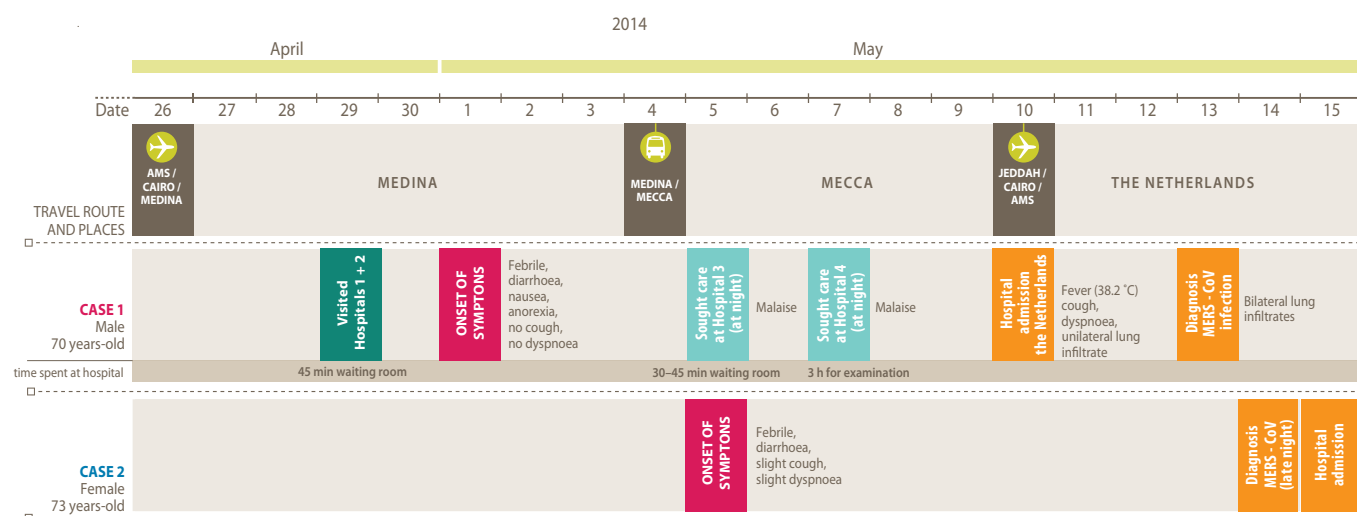 2014
April
May
Date
26
27
28
29
30
1
2
3
4
5
6
7
8
9
10
11
12
13
14
15
TRAVEL ROUTE
AND PLACES
AMS /
CAIRO /
MEDINA
MEDINA
MEDINA /
MECCA
MECCA
JEDDAH /
CAIRO /
AMS
THE NETHERLANDS
CASE 1
Male
70 years-old
Visited
Hospitals 1 + 2
ONSET OF
SYMPTONS
Febrile,
diarrhoea,
nausea,
anorexia,
no cough,
no dyspnoea
Sought care
at Hospital 3
(at night)
Malaise
Sought care
at Hospital 4
(at night)
Malaise
Hospital
admission
the Netherlands
Fever (38.2 ˚C)
cough,
dyspnoea,
unilateral lung
infiltrate
Diagnosis
MERS - CoV
infection
Bilateral lung
infiltrates
time spent at hospital
45 min waiting room
30–45 min waiting room
3 h for examination
CASE 2
Female
73 years-old
ONSET OF
SYMPTONS
Febrile,
diarrhoea,
slight cough,
slight dyspnoea
Diagnosis
MERS - CoV
(late night)
Hospital
admission